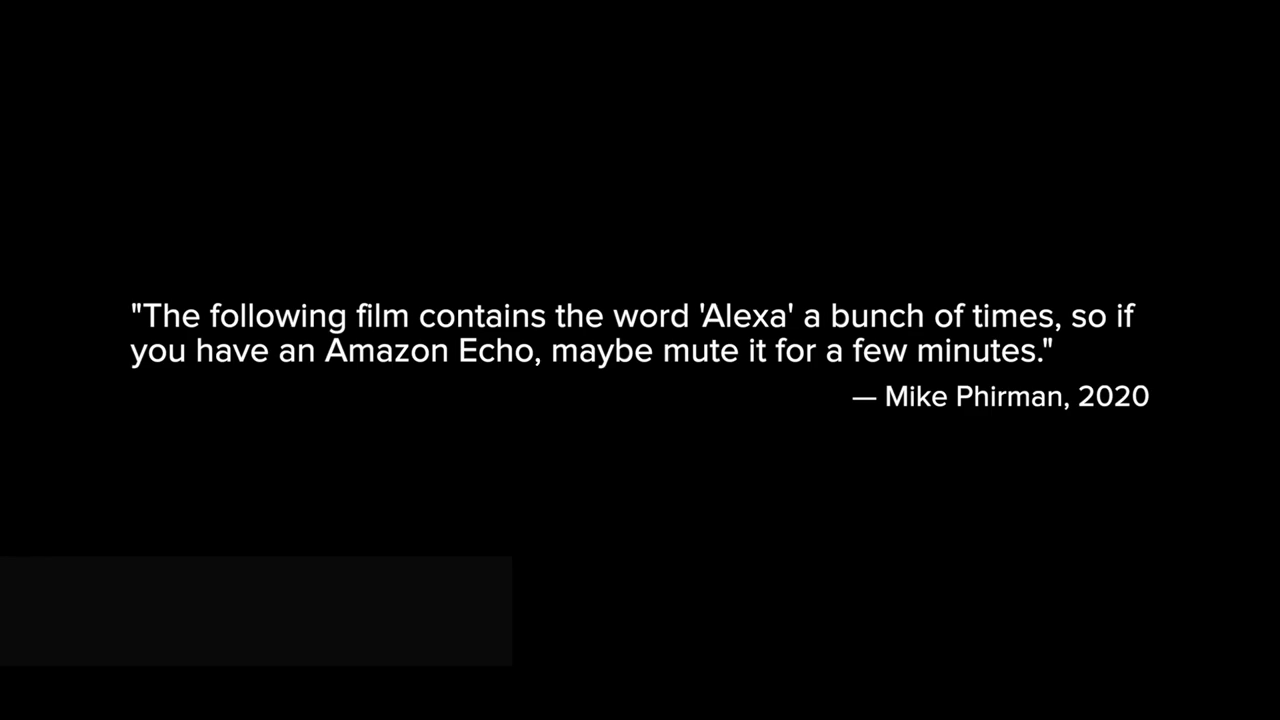 "The following film contains the word 'Alexa' a bunch of times, so if
you have an Amazon Echo, maybe mute it for a few minutes."
— Mike Phirman, 2020